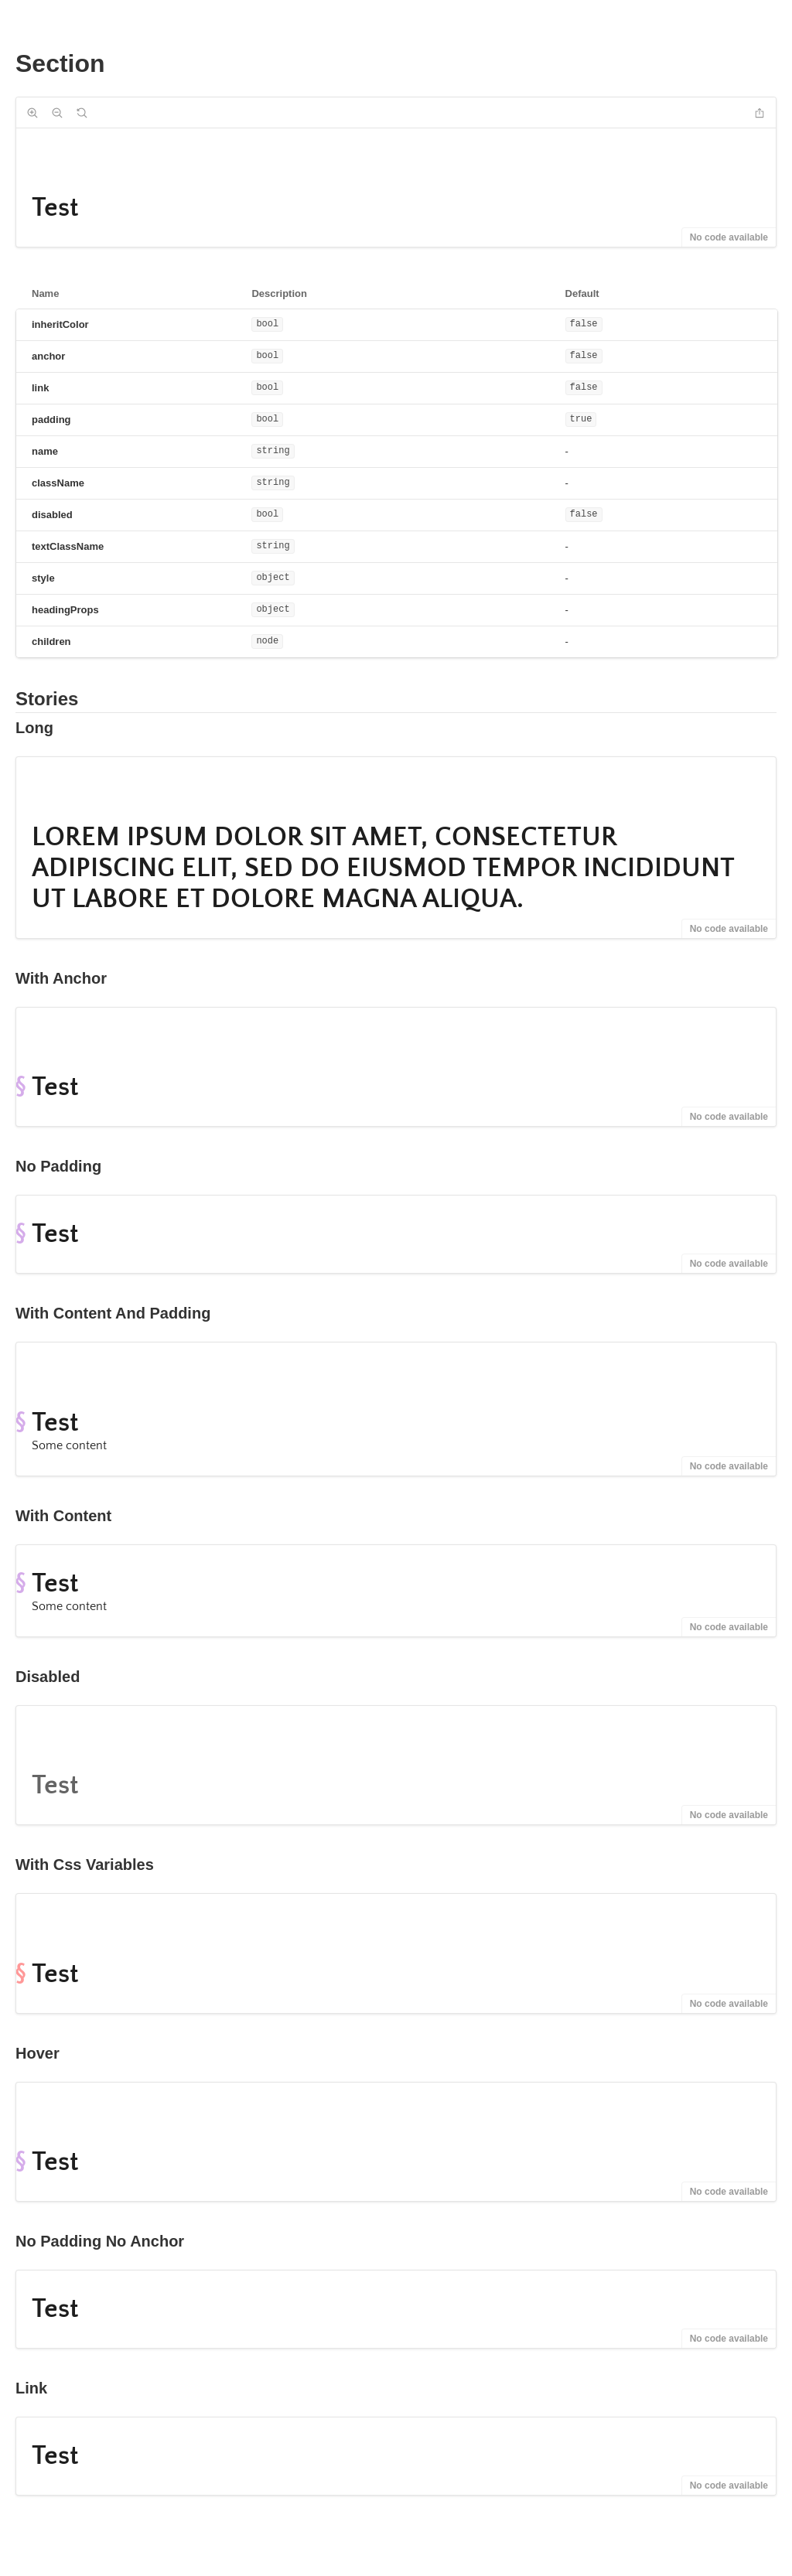 Section
Test
No code available
Name Description Default
inheritColor bool false
anchor bool false
link bool false
padding bool true
name string -
className string -
disabled bool false
textClassName string -
style object -
headingProps object -
children node -
Stories
Long
LOREM IPSUM DOLOR SIT AMET, CONSECTETUR
ADIPISCING ELIT, SED DO EIUSMOD TEMPOR INCIDIDUNT
UT LABORE ET DOLORE MAGNA ALIQUA.
No code available
With Anchor
§ Test
No code available
No Padding
§ Test
No code available
With Content And Padding
§ Test
Some content
No code available
With Content
§ Test
Some content
No code available
Disabled
Test
No code available
With Css Variables
§ Test
No code available
Hover
§ Test
No code available
No Padding No Anchor
Test
No code available
Link
Test
No code available